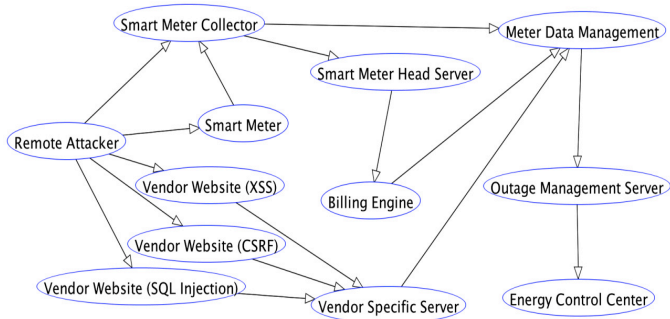 Smart Meter Collector
Meter Data Management
Smart Meter Head Server
Smart Meter
Remote Attacker
Vendor Website (XSS)
Billing Engine
Outage Management Server
Vendor Website (CSRF)
Vendor Website (SQL Injection)
Vendor Specific Server
Energy Control Center